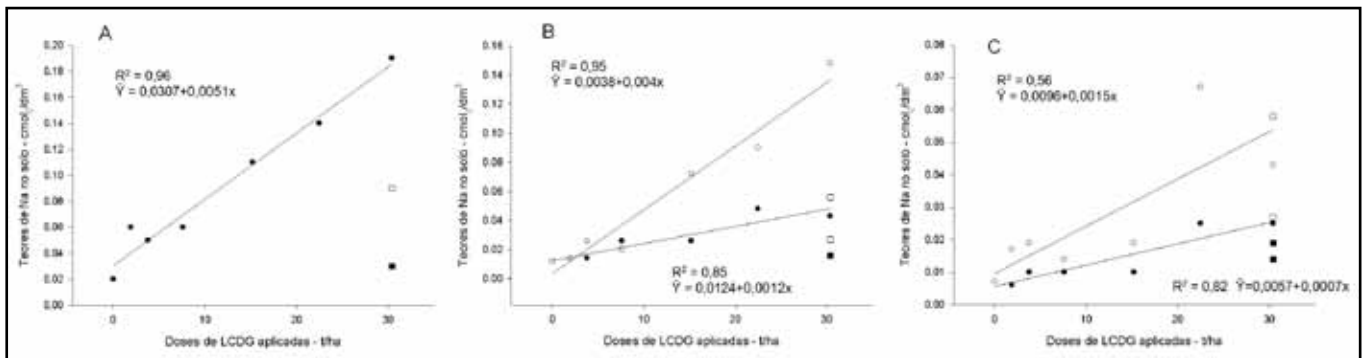 A
Teores de Na no solo - cmolc/dm³
0.20
0.18
0.16
0.14
0.12
0.10
0.08
0.06
0.04
0.02
0.00
R² = 0,96
Ŷ = 0,0307+0,0051x
0
10
20
30
Doses de LCDG aplicadas - t/ha
B
Teores de Na no solo - cmolc/dm³
0.16
0.14
0.12
0.10
0.08
0.06
0.04
0.02
0.00
R² = 0,95
Ŷ = 0,0038+0,004x
R² = 0,85
Ŷ = 0,0124+0,0012x
0
10
20
30
Doses de LCDG aplicadas - t/ha
C
Teores de Na no solo - cmolc/dm³
0.08
0.07
0.06
0.05
0.04
0.03
0.02
0.01
0.00
R² = 0,56
Ŷ = 0,0096+0,0015x
R² = 0,82 Ŷ=0,0057+0,0007x
0
10
20
30
Doses de LCDG aplicadas - t/ha